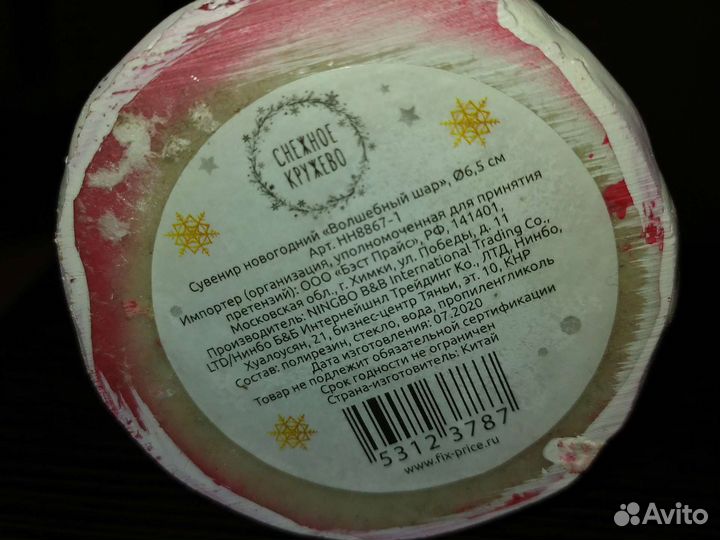 СНЕЖНОЕ
КРУЖЕВО
Сувенир новогодний «Волшебный шар», Ø6,5 см
Арт. НН8867-1
Импортер (организация, уполномоченная для принятия
претензий): ООО «Бэст Прайс», РФ, 141401,
Московская обл., г. Химки, ул. Победы, д. 11
Производитель: NINGBO B&B International Trading Co.,
LTD/Нинбо Б&Б Интернейшнл Трейдинг Ко., ЛТД, Нинбо,
Хуалоусян, 21, бизнес-центр Тяньи, эт. 10, КНР
Состав: полирезин, стекло, вода, пропиленгликоль
Дата изготовления: 07.2020
Товар не подлежит обязательной сертификации
Срок годности не ограничен
Страна-изготовитель: Китай
53123787
www.fix-price.ru
Avito